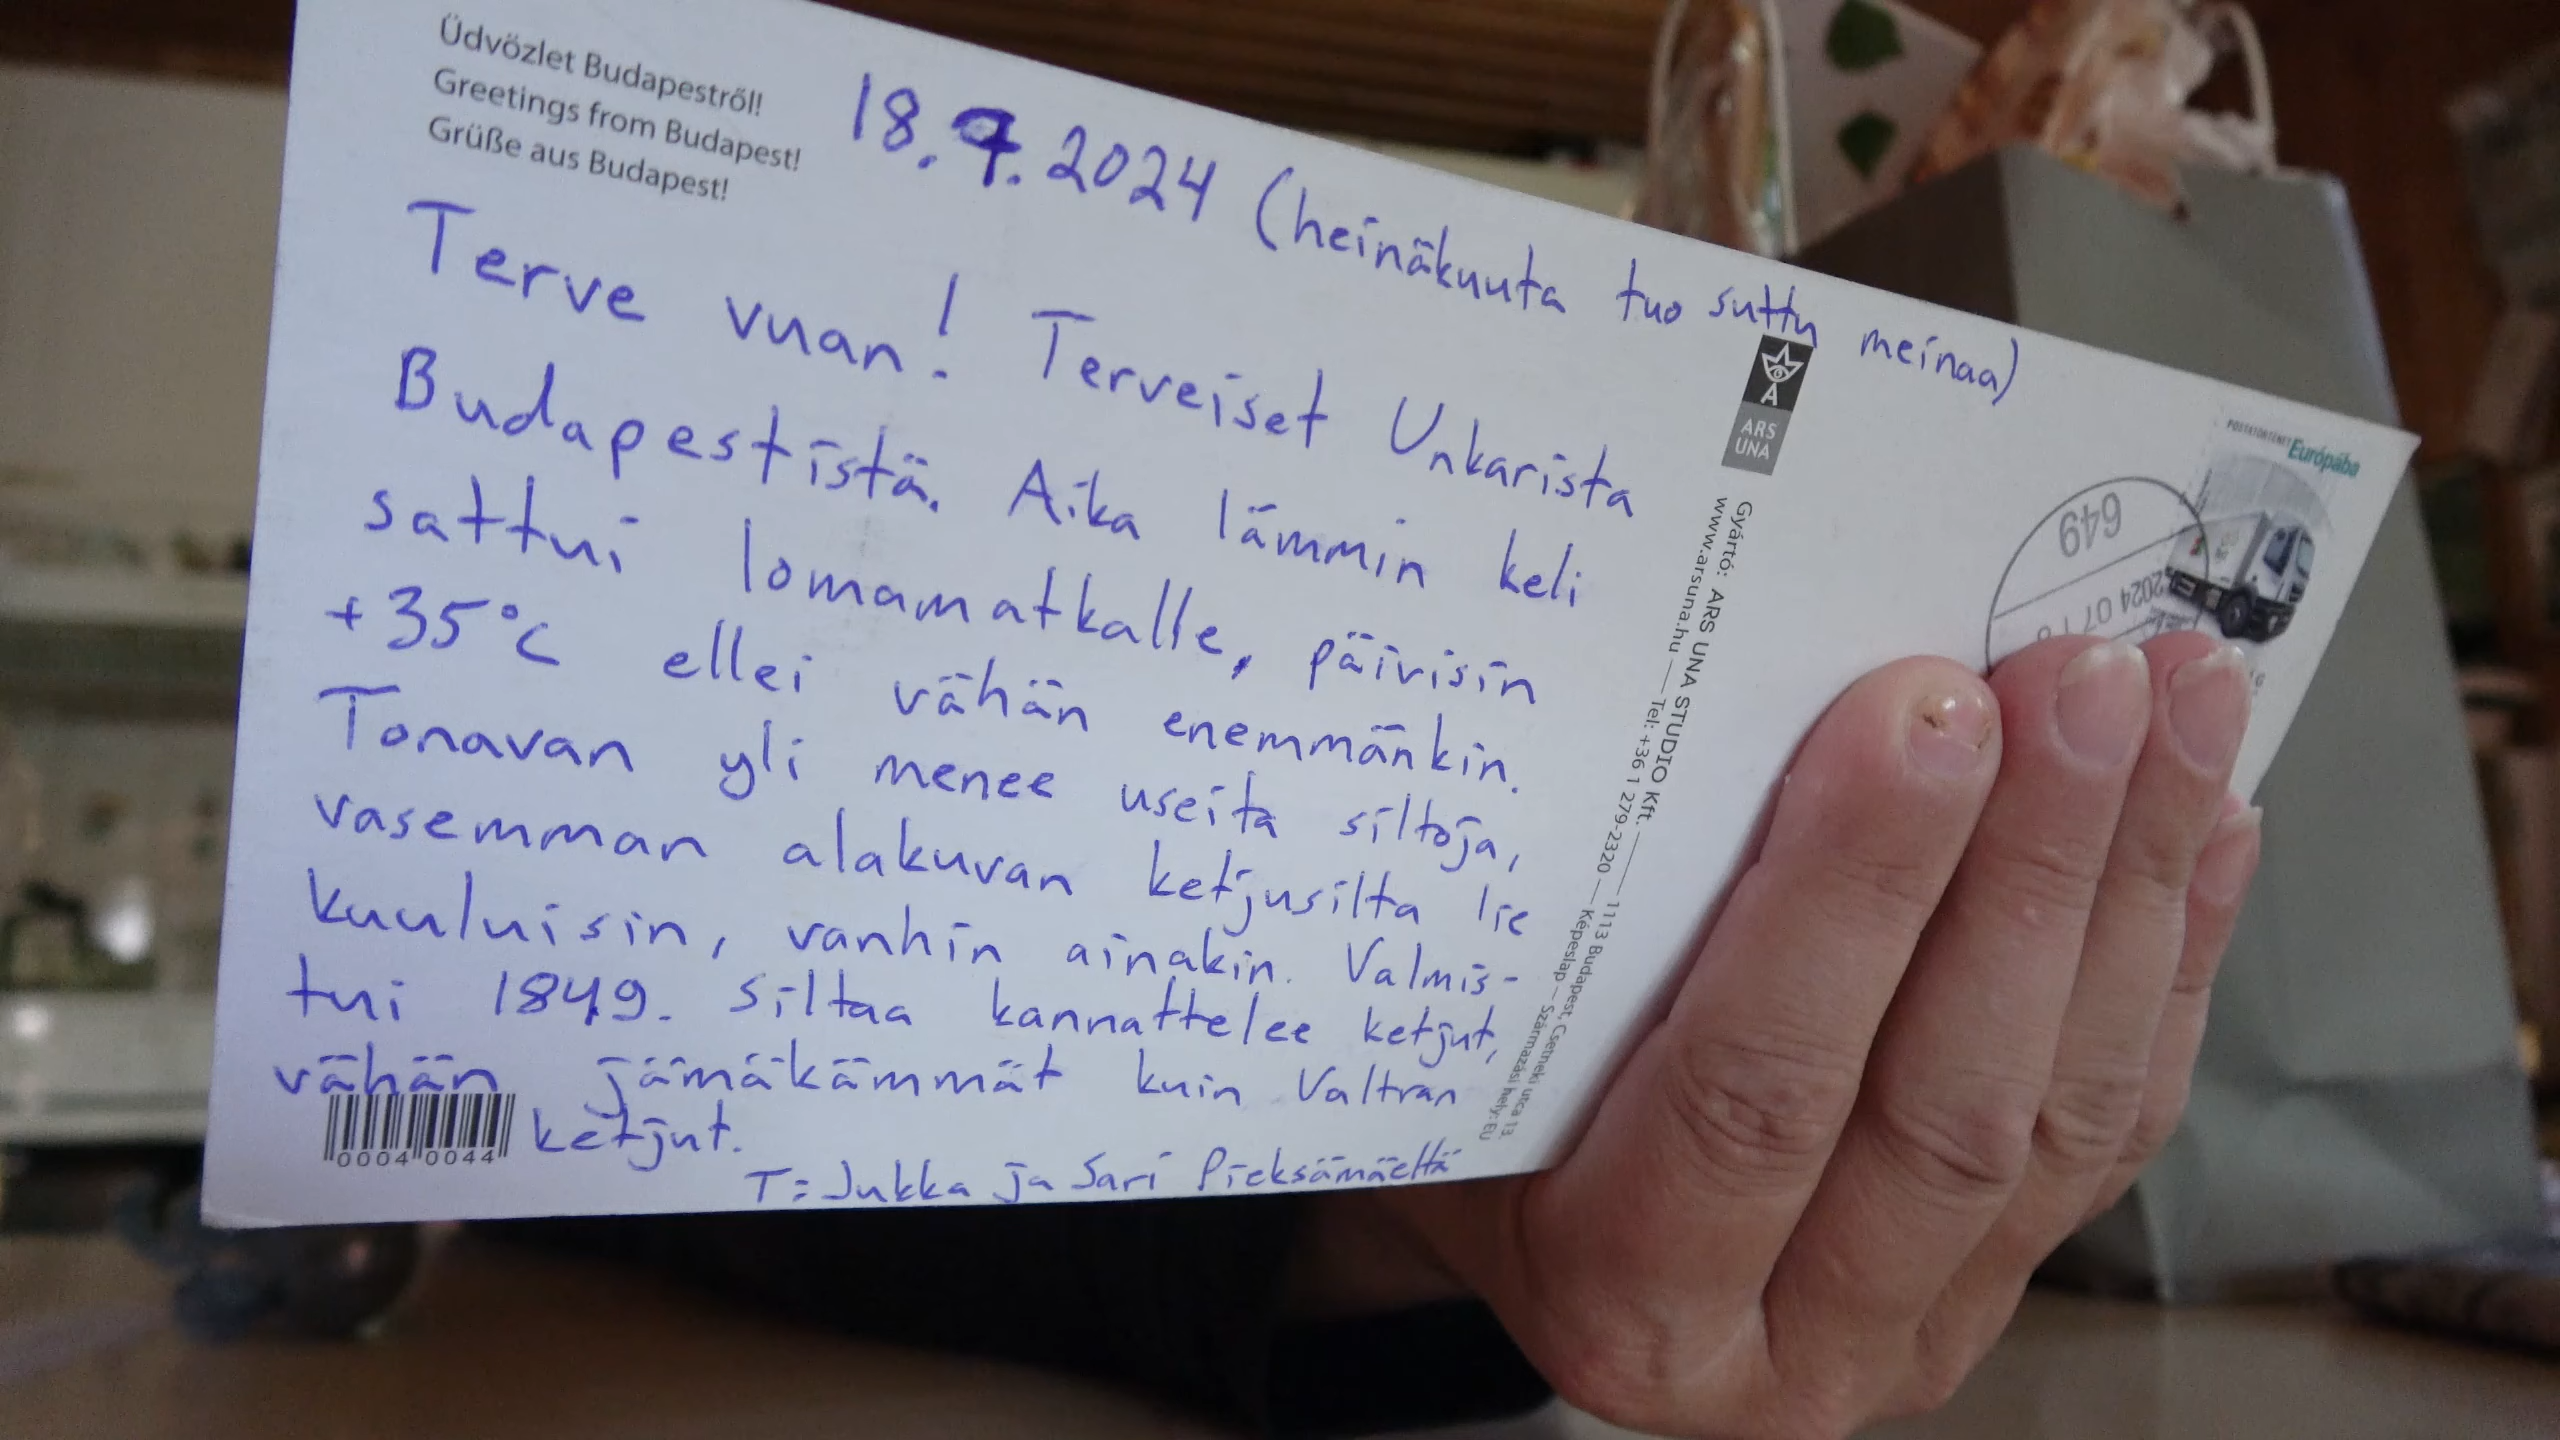 Üdvözlet Budapestről!
Greetings from Budapest!
Grüße aus Budapest!
18.7.2024 (heinäkuuta tuo suttu meinaa)
Terve vuan! Terveiset Unkarista
Budapestistä. Aika lämmin keli
sattui lomamatkalle, päivisin
+35°C ellei vähän enemmänkin.
Tonavan yli menee useita siltoja,
vasemman alakuvan ketjusilta lie
kuuluisin, vanhin ainakin. Valmis-
tui 1849. Siltaa kannattelee ketjut,
vähän jämäkämmät kuin Valtran
ketjut.
T: Jukka ja Sari Pieksämäeltä
00040044
A
ARS
UNA
Gyártó: ARS UNA STUDIO Kft. — 1113 Budapest, Csetneki utca 13.
www.arsuna.hu — Tel: +36 1 279-2320 — Képeslap — Származási hely: EU
Európába
649
2024 07 1